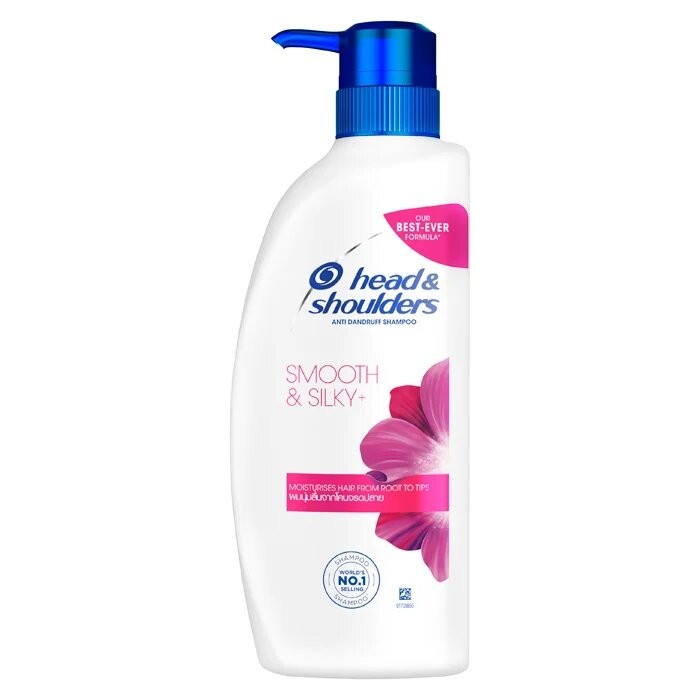 OUR
BEST-EVER
FORMULA*
head &
shoulders
ANTI DANDRUFF SHAMPOO
SMOOTH
& SILKY+
MOISTURISES HAIR FROM ROOT TO TIPS
ผมนุ่มลื่นจากโคนจรดปลาย
SHAMPOO
WORLD'S
NO.1
SELLING
SHAMPOO